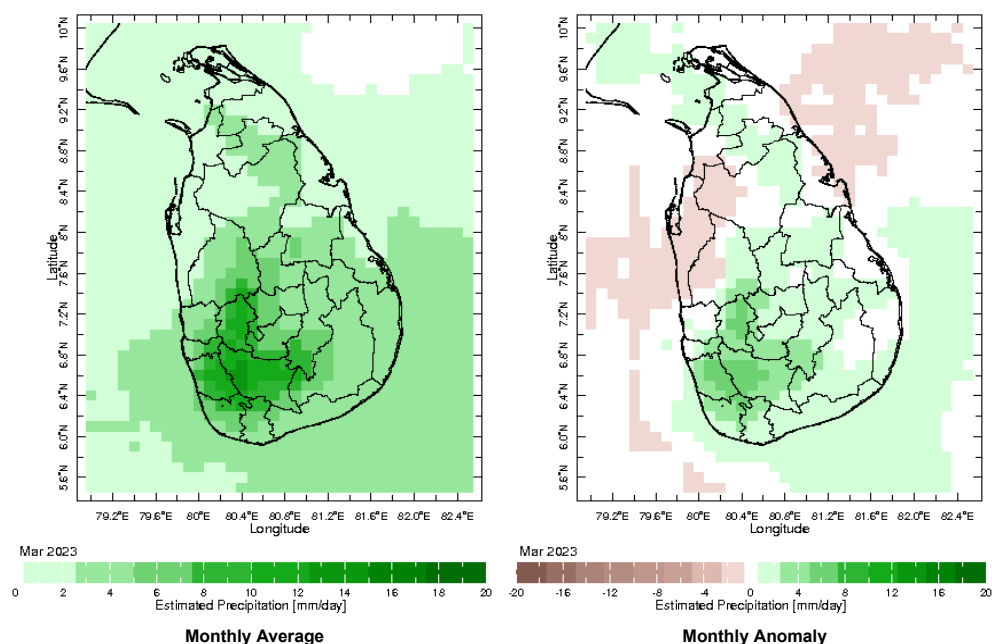 10°N
9.6°N
9.2°N
8.8°N
8.4°N
8°N
7.6°N
7.2°N
6.8°N
6.4°N
6.0°N
5.6°N
Latitude
79.2°E 79.6°E 80°E 80.4°E 80.8°E 81.2°E 81.6°E 82.0°E 82.4°E
Longitude
Mar 2023
0 2 4 6 8 10 12 14 16 18 20
Estimated Precipitation [mm/day]
Monthly Average
10°N
9.6°N
9.2°N
8.8°N
8.4°N
8°N
7.6°N
7.2°N
6.8°N
6.4°N
6.0°N
5.6°N
Latitude
79.2°E 79.6°E 80°E 80.4°E 80.8°E 81.2°E 81.6°E 82.0°E 82.4°E
Longitude
Mar 2023
-20 -16 -12 -8 -4 0 4 8 12 16 20
Estimated Precipitation [mm/day]
Monthly Anomaly